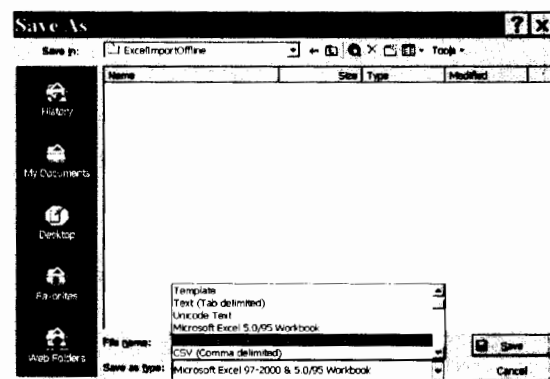 Save As
Save in: ExcelImportOffline Tools
Name Size Type Modified
History
My Documents
Desktop
Favorites
Web Folders
Template
Text (Tab delimited)
Unicode Text
Microsoft Excel 5.0/95 Workbook
CSV (Comma delimited)
File name: Save
Save as type: Microsoft Excel 97-2000 & 5.0/95 Workbook Cancel